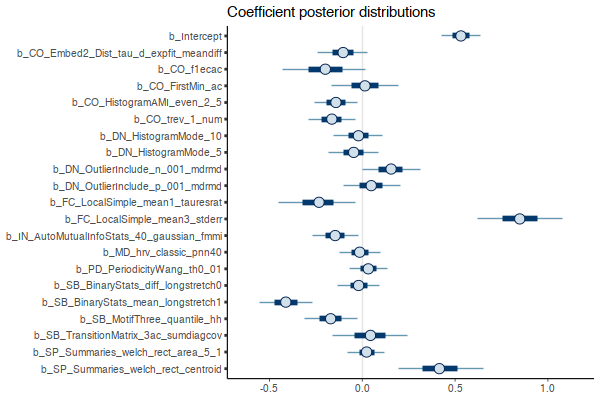 Coefficient posterior distributions
b_Intercept
b_CO_Embed2_Dist_tau_d_expfit_meandiff
b_CO_f1ecac
b_CO_FirstMin_ac
b_CO_HistogramAMI_even_2_5
b_CO_trev_1_num
b_DN_HistogramMode_10
b_DN_HistogramMode_5
b_DN_OutlierInclude_n_001_mdrmd
b_DN_OutlierInclude_p_001_mdrmd
b_FC_LocalSimple_mean1_tauresrat
b_FC_LocalSimple_mean3_stderr
b_IN_AutoMutualInfoStats_40_gaussian_fmmi
b_MD_hrv_classic_pnn40
b_PD_PeriodicityWang_th0_01
b_SB_BinaryStats_diff_longstretch0
b_SB_BinaryStats_mean_longstretch1
b_SB_MotifThree_quantile_hh
b_SB_TransitionMatrix_3ac_sumdiagcov
b_SP_Summaries_welch_rect_area_5_1
b_SP_Summaries_welch_rect_centroid
-0.5 0.0 0.5 1.0